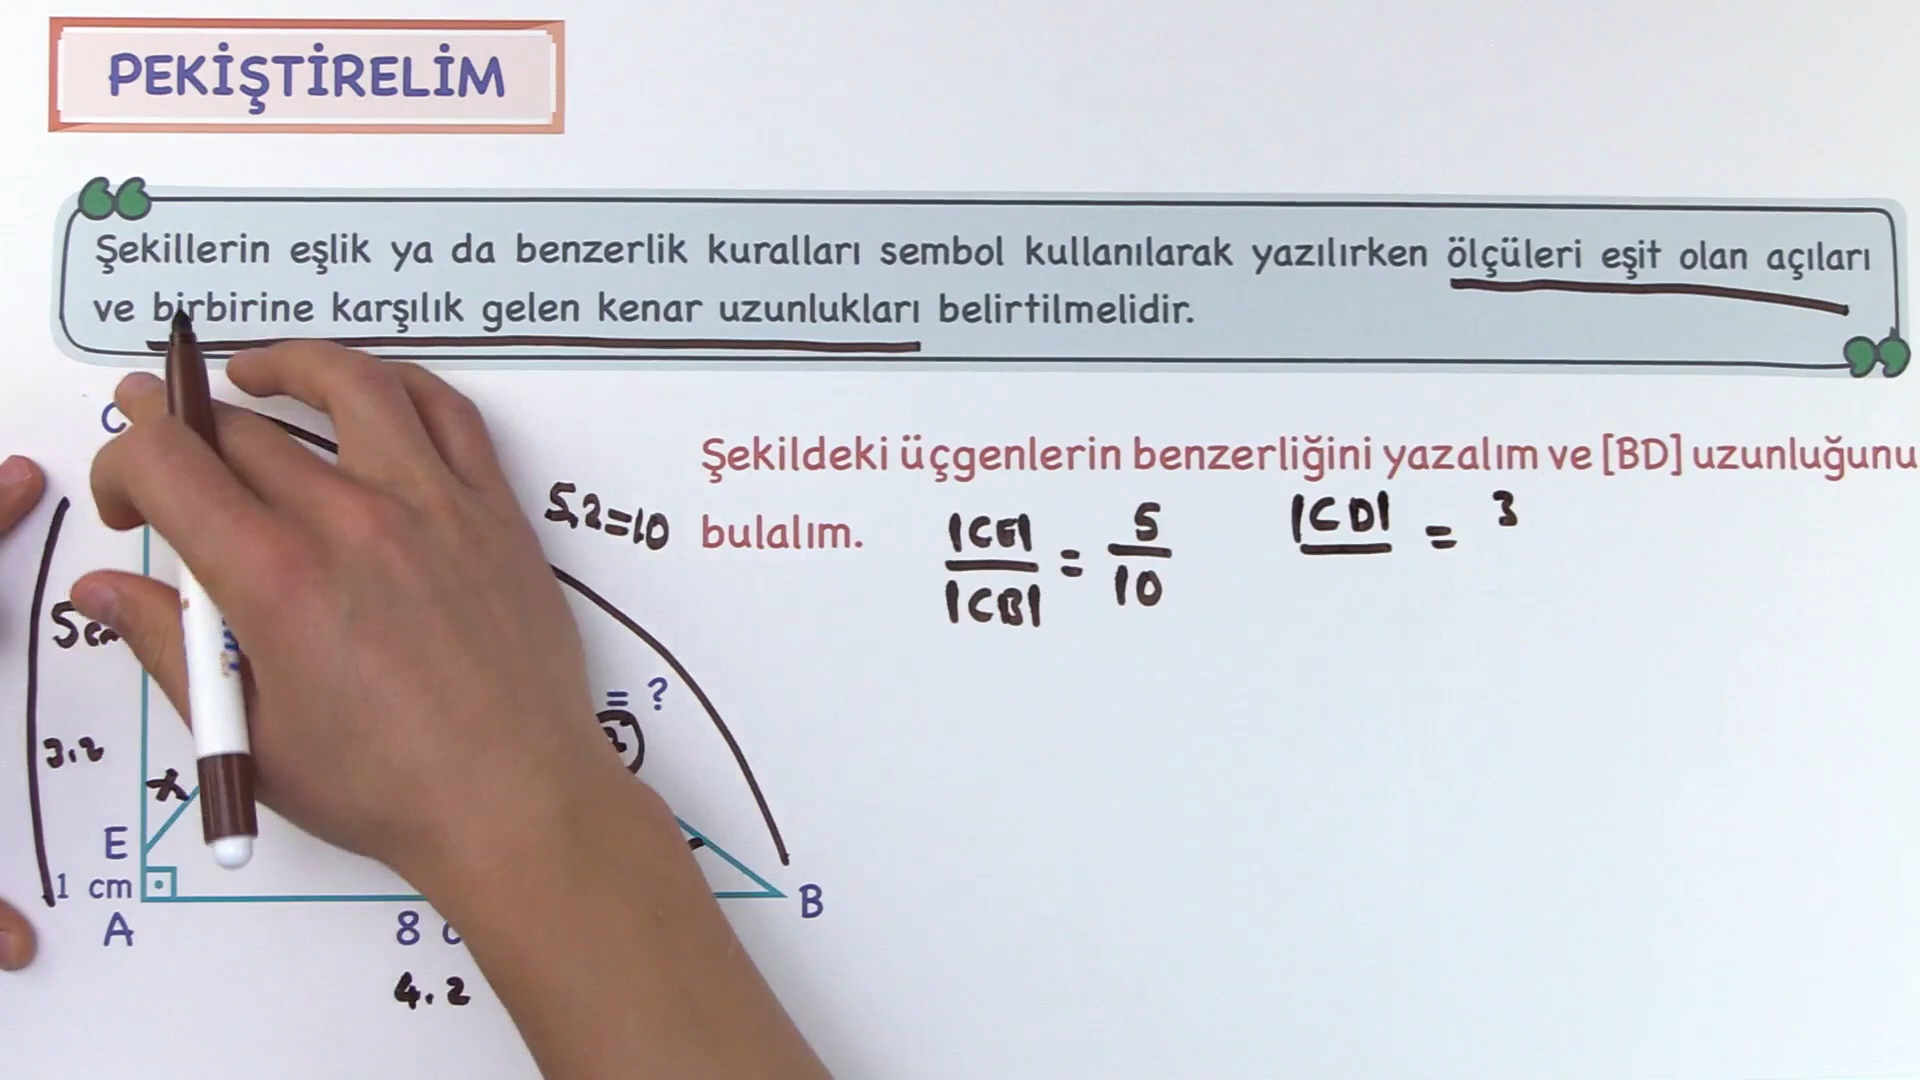 PEKİŞTİRELİM
Şekillerin eşlik ya da benzerlik kuralları sembol kullanılarak yazılırken ölçüleri eşit olan açıları
ve birbirine karşılık gelen kenar uzunlukları belirtilmelidir.
C
Şekildeki üçgenlerin benzerliğini yazalım ve [BD] uzunluğunu
bulalım.
5.2=10
|CE| / |CB| = 5 / 10
|CD| = 3
5 cm
= ?
3.2
x
E
1 cm
A
B
8
4.2